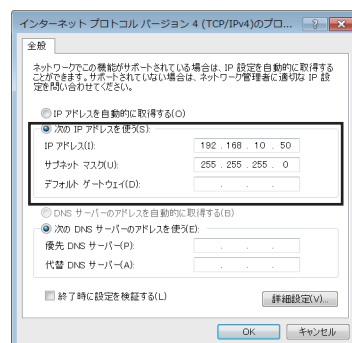 インターネット プロトコル バージョン 4 (TCP/IPv4)のプロ...
全般
ネットワークでこの機能がサポートされている場合は、IP 設定を自動的に取得する
ことができます。サポートされていない場合は、ネットワーク管理者に適切な IP 設
定を問い合わせてください。
IP アドレスを自動的に取得する(O)
次の IP アドレスを使う(S):
IP アドレス(I): 192 . 168 . 10 . 50
サブネット マスク(U): 255 . 255 . 255 . 0
デフォルト ゲートウェイ(D): . . .
DNS サーバーのアドレスを自動的に取得する(B)
次の DNS サーバーのアドレスを使う(E):
優先 DNS サーバー(P): . . .
代替 DNS サーバー(A): . . .
終了時に設定を検証する(L)
詳細設定(V)...
OK キャンセル